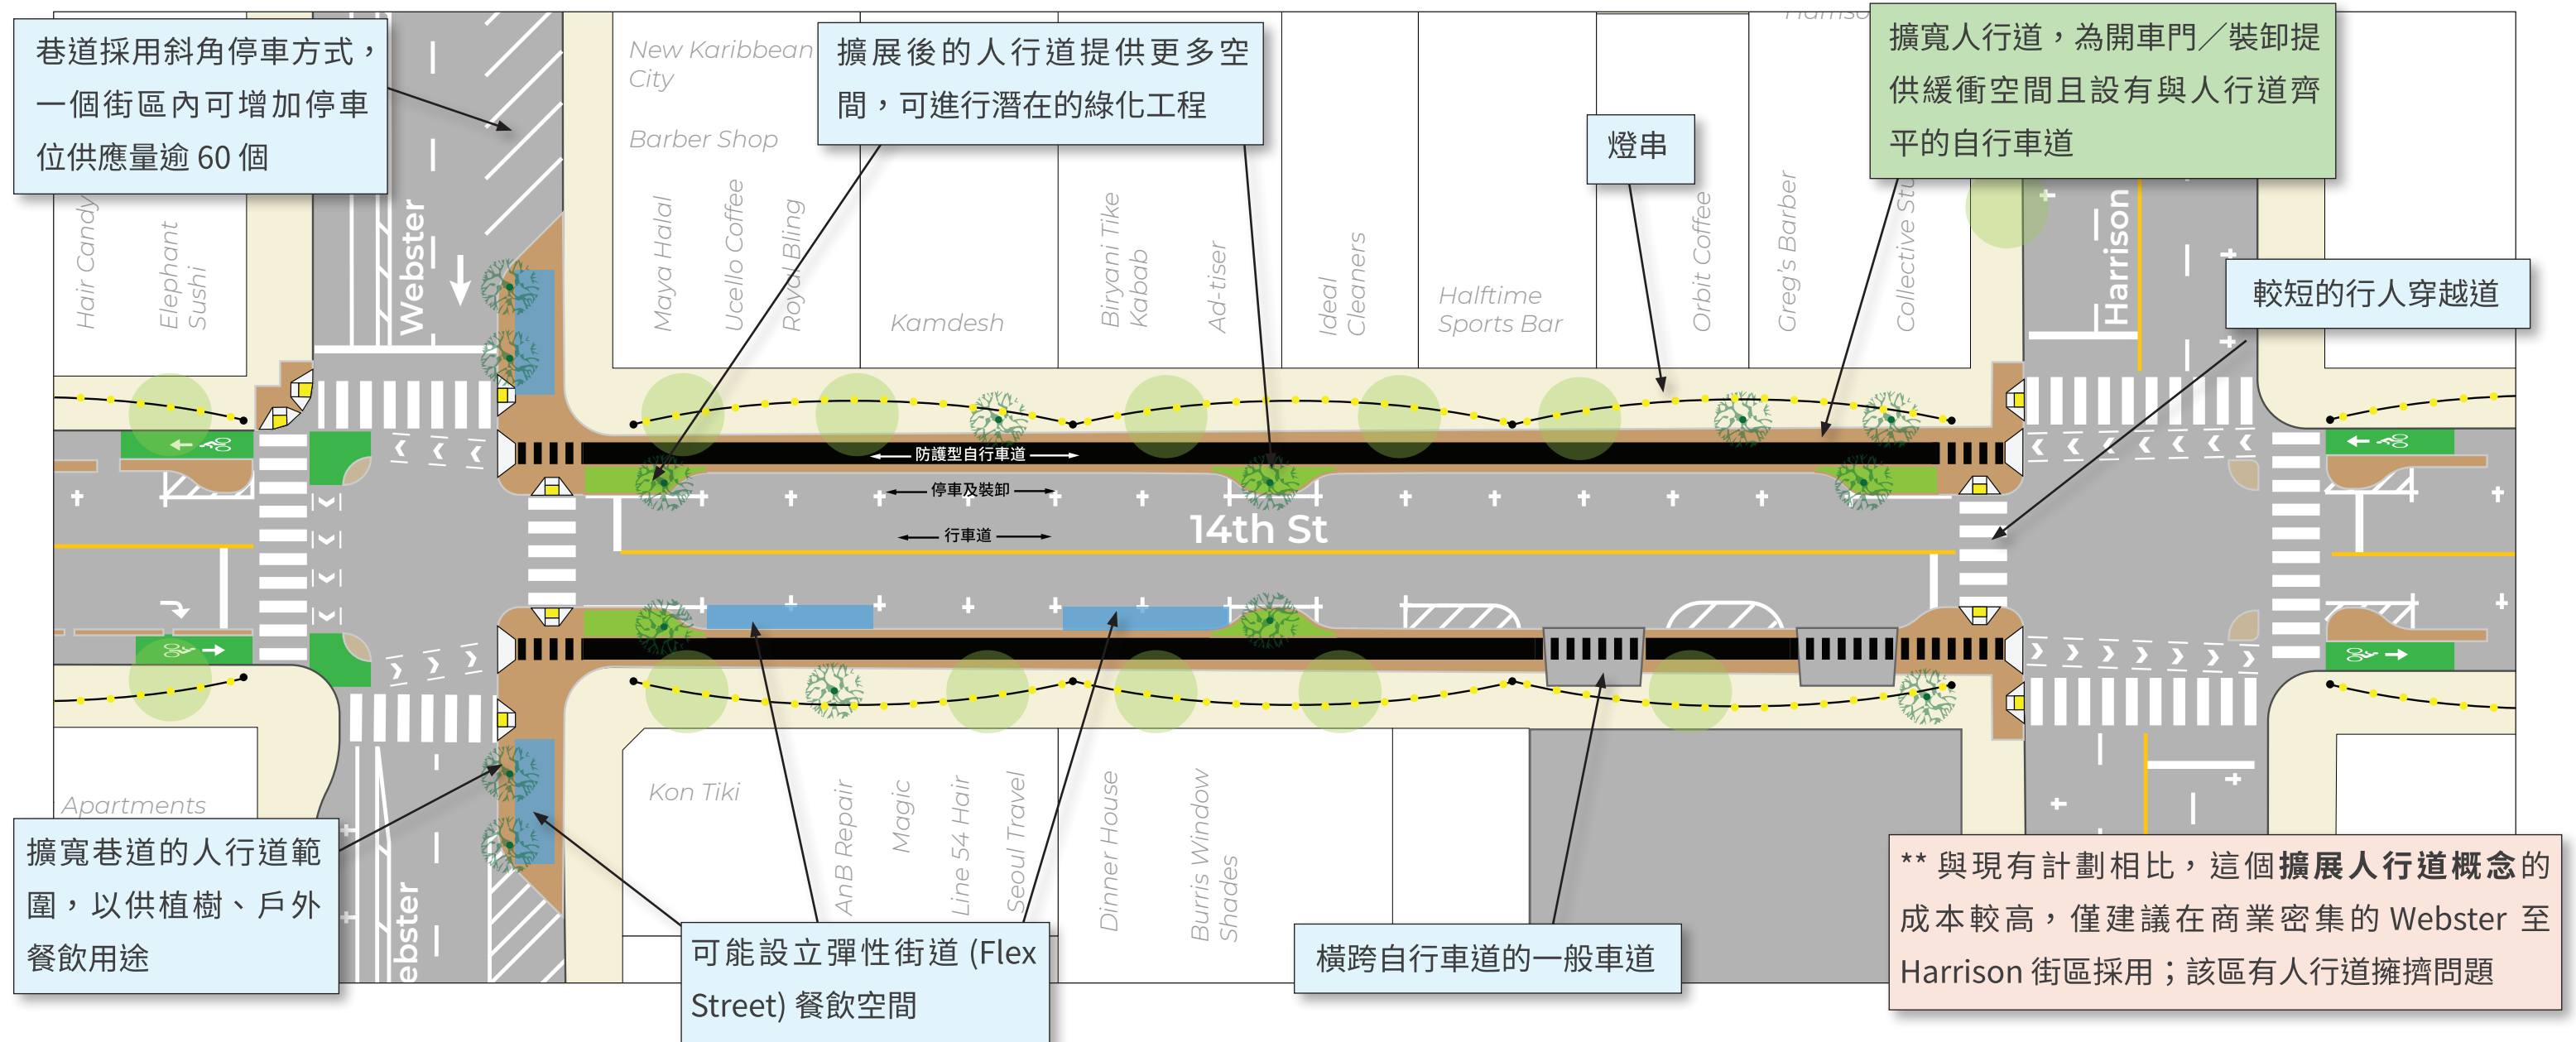 巷道採用斜角停車方式，
一個街區內可增加停車
位供應量逾 60 個
擴展後的人行道提供更多空
間，可進行潛在的綠化工程
燈串
擴寬人行道，為開車門／裝卸提
供緩衝空間且設有與人行道齊
平的自行車道
較短的行人穿越道
New Karibbean
City
Barber Shop
Hair Candy
Elephant
Sushi
Webster
Maya Halal
Ucello Coffee
Royal Bling
Kamdesh
Biryani Tike
Kabab
Ad-tiser
Ideal
Cleaners
Halftime
Sports Bar
Orbit Coffee
Greg's Barber
Collective
Harrison
防護型自行車道
停車及裝卸
14th St
行車道
Apartments
Kon Tiki
AnB Repair
Magic
Line 54 Hair
Seoul Travel
Dinner House
Burris Window
Shades
ebster
擴寬巷道的人行道範
圍，以供植樹、戶外
餐飲用途
可能設立彈性街道 (Flex
Street) 餐飲空間
橫跨自行車道的一般車道
** 與現有計劃相比，這個擴展人行道概念的
成本較高，僅建議在商業密集的 Webster 至
Harrison 街區採用；該區有人行道擁擠問題